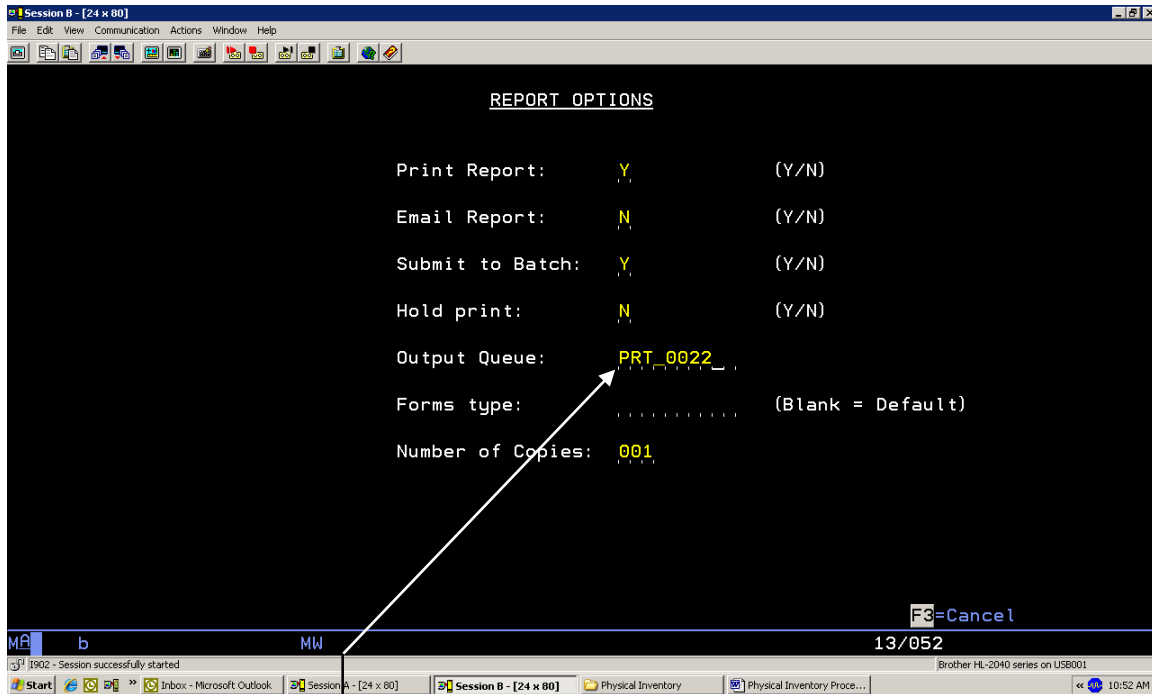 Session B - [24 x 80]
File Edit View Communication Actions Window Help
REPORT OPTIONS
Print Report: Y (Y/N)
Email Report: N (Y/N)
Submit to Batch: Y (Y/N)
Hold print: N (Y/N)
Output Queue: PRT_0022_
Forms type: (Blank = Default)
Number of Copies: 001
F3=Cancel
MA b MW 13/052
I902 - Session successfully started Brother HL-2040 series on USB001
Start » Inbox - Microsoft Outlook Session A - [24 x 80] Session B - [24 x 80] Physical Inventory Physical Inventory Proce... « 10:52 AM